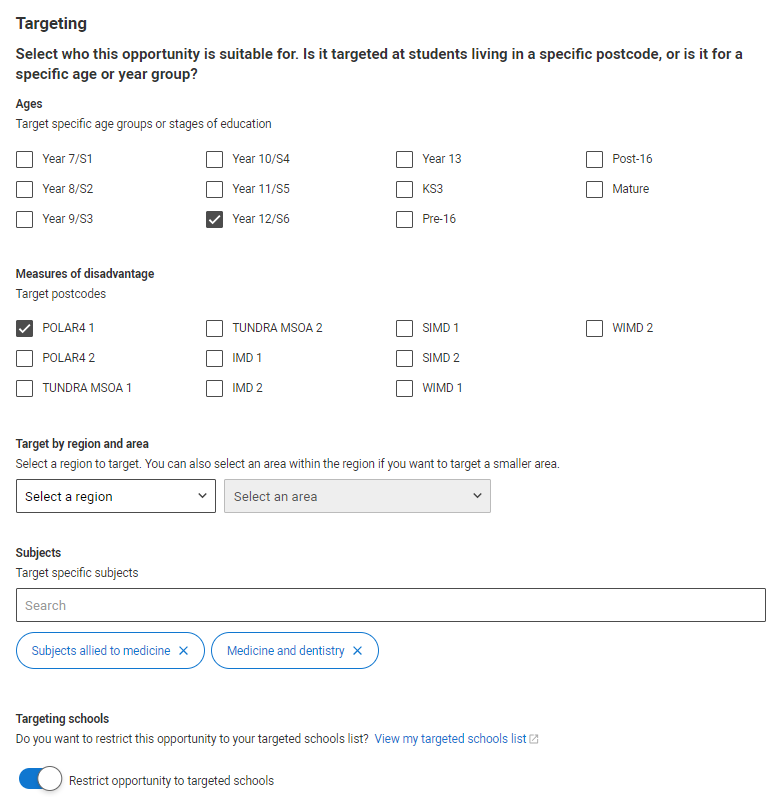 Targeting
Select who this opportunity is suitable for. Is it targeted at students living in a specific postcode, or is it for a
specific age or year group?
Ages
Target specific age groups or stages of education
Year 7/S1
Year 10/S4
Year 13
Post-16
Year 8/S2
Year 11/S5
KS3
Mature
Year 9/S3
Year 12/S6
Pre-16
Measures of disadvantage
Target postcodes
POLAR4 1
TUNDRA MSOA 2
SIMD 1
WIMD 2
POLAR4 2
IMD 1
SIMD 2
TUNDRA MSOA 1
IMD 2
WIMD 1
Target by region and area
Select a region to target. You can also select an area within the region if you want to target a smaller area.
Select a region
Select an area
Subjects
Target specific subjects
Search
Subjects allied to medicine
Medicine and dentistry
Targeting schools
Do you want to restrict this opportunity to your targeted schools list? View my targeted schools list
Restrict opportunity to targeted schools